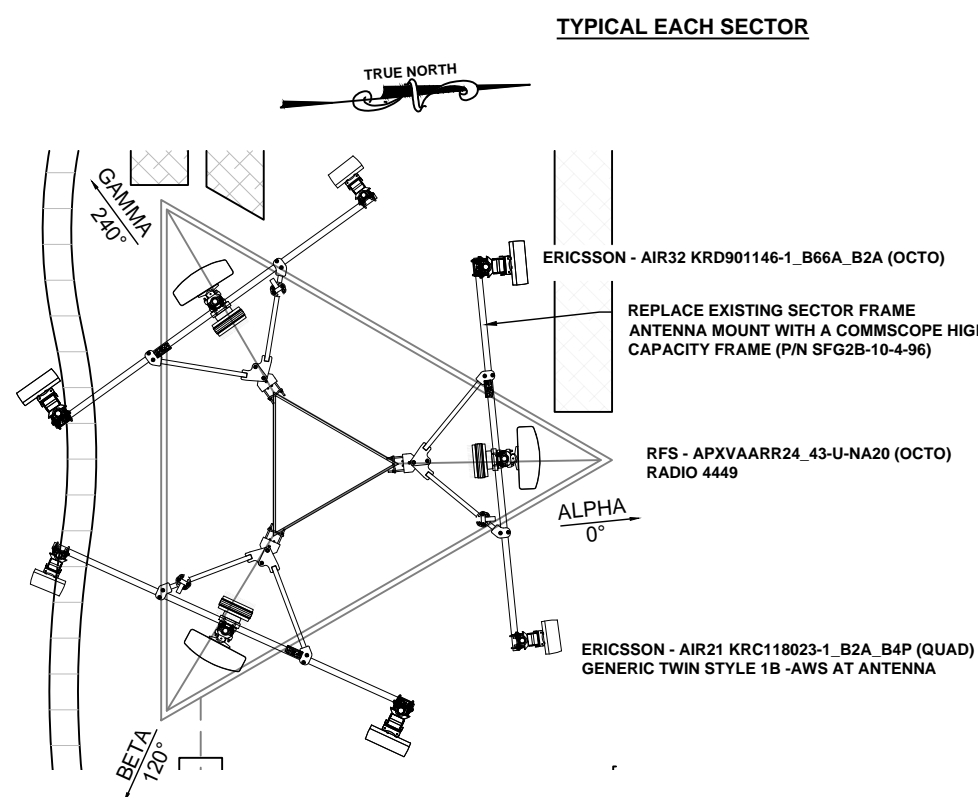 TYPICAL EACH SECTOR
TRUE NORTH
GAMMA
240°
ERICSSON - AIR32 KRD901146-1_B66A_B2A (OCTO)
REPLACE EXISTING SECTOR FRAME
ANTENNA MOUNT WITH A COMMSCOPE HIG
CAPACITY FRAME (P/N SFG2B-10-4-96)
RFS - APXVAARR24_43-U-NA20 (OCTO)
RADIO 4449
ALPHA
0°
ERICSSON - AIR21 KRC118023-1_B2A_B4P (QUAD)
GENERIC TWIN STYLE 1B -AWS AT ANTENNA
BETA
120°